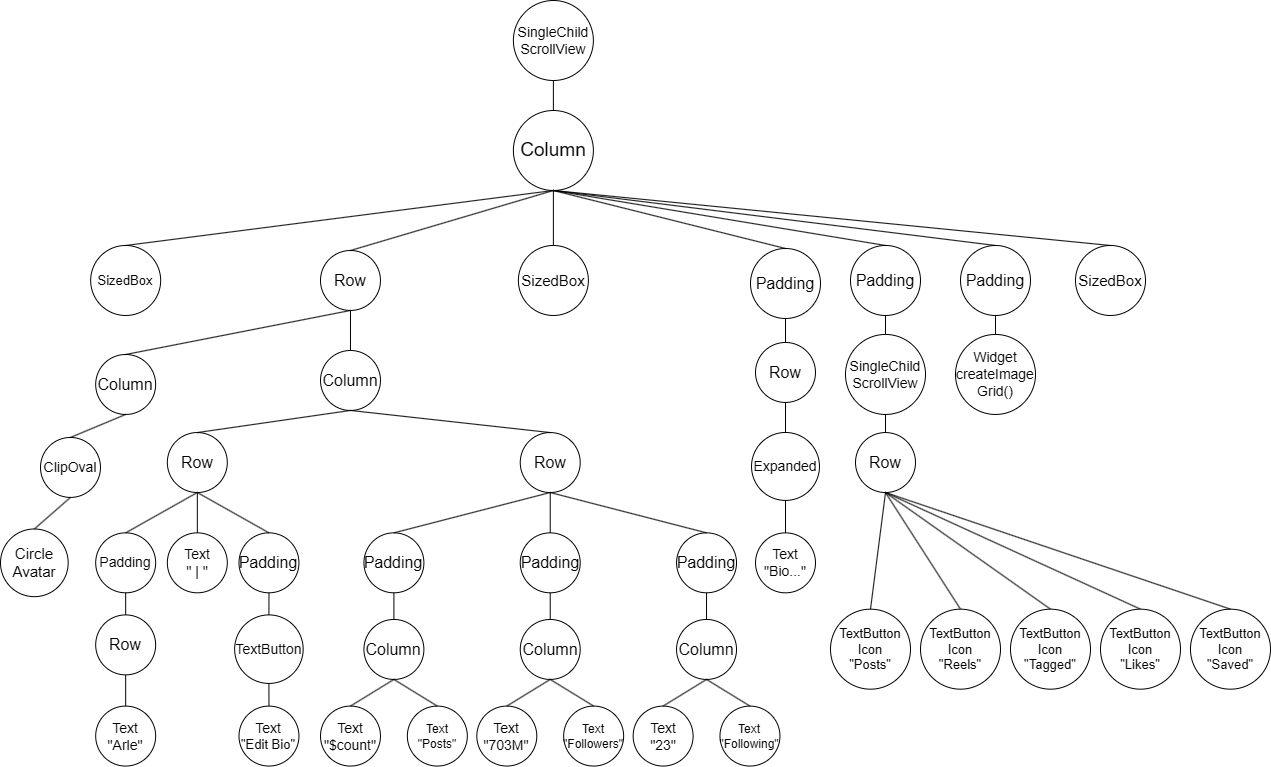 SingleChild
ScrollView
Column
SizedBox
Row
SizedBox
Padding
Padding
Padding
SizedBox
Column
Column
Row
SingleChild
ScrollView
Widget
createImage
Grid()
ClipOval
Row
Row
Expanded
Row
Circle
Avatar
Padding
Text
" | "
Padding
Padding
Padding
Padding
Text
"Bio..."
Row
TextButton
Column
Column
Column
TextButton
Icon
"Posts"
TextButton
Icon
"Reels"
TextButton
Icon
"Tagged"
TextButton
Icon
"Likes"
TextButton
Icon
"Saved"
Text
"Arle"
Text
"Edit Bio"
Text
"$count"
Text
"Posts"
Text
"703M"
Text
"Followers"
Text
"23"
Text
"Following"